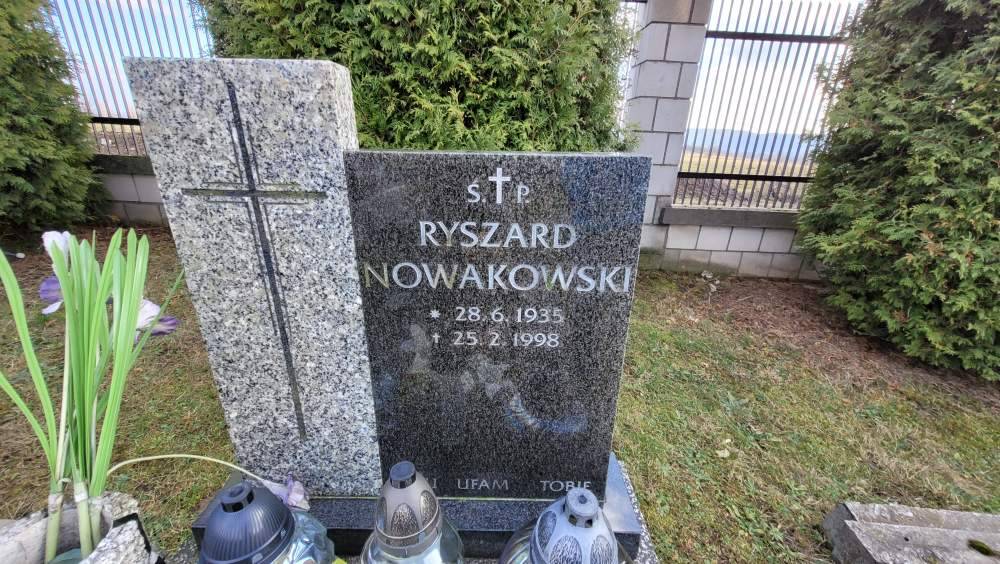 Ś. P.
RYSZARD
NOWAKOWSKI
* 28. 6. 1935
✝ 25. 2. 1998
UFAM TOBIE